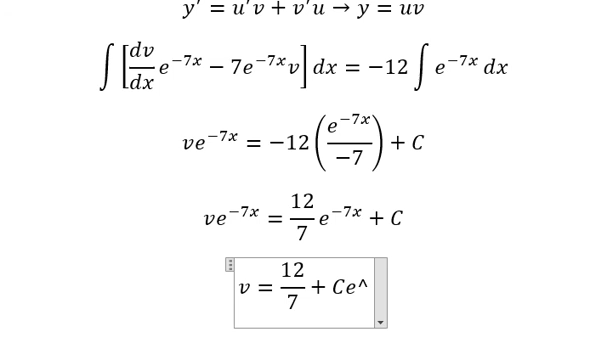 y′ = u′v + v′u → y = uv
∫ [dv/dx e^{−7x} − 7e^{−7x}v] dx = −12 ∫ e^{−7x} dx
ve^{−7x} = −12 (e^{−7x}/−7) + C
ve^{−7x} = 12/7 e^{−7x} + C
v = 12/7 + Ce^